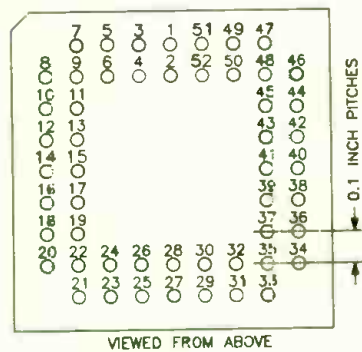 7 5 3 1 51 49 47
8 9 6 4 2 52 50 48 46
10 11 45 44
12 13 43 42
14 15 41 40
16 17 39 38
18 19 37 36
20 22 24 26 28 30 32 35 34
21 23 25 27 29 31 33
0.1 INCH PITCHES
VIEWED FROM ABOVE